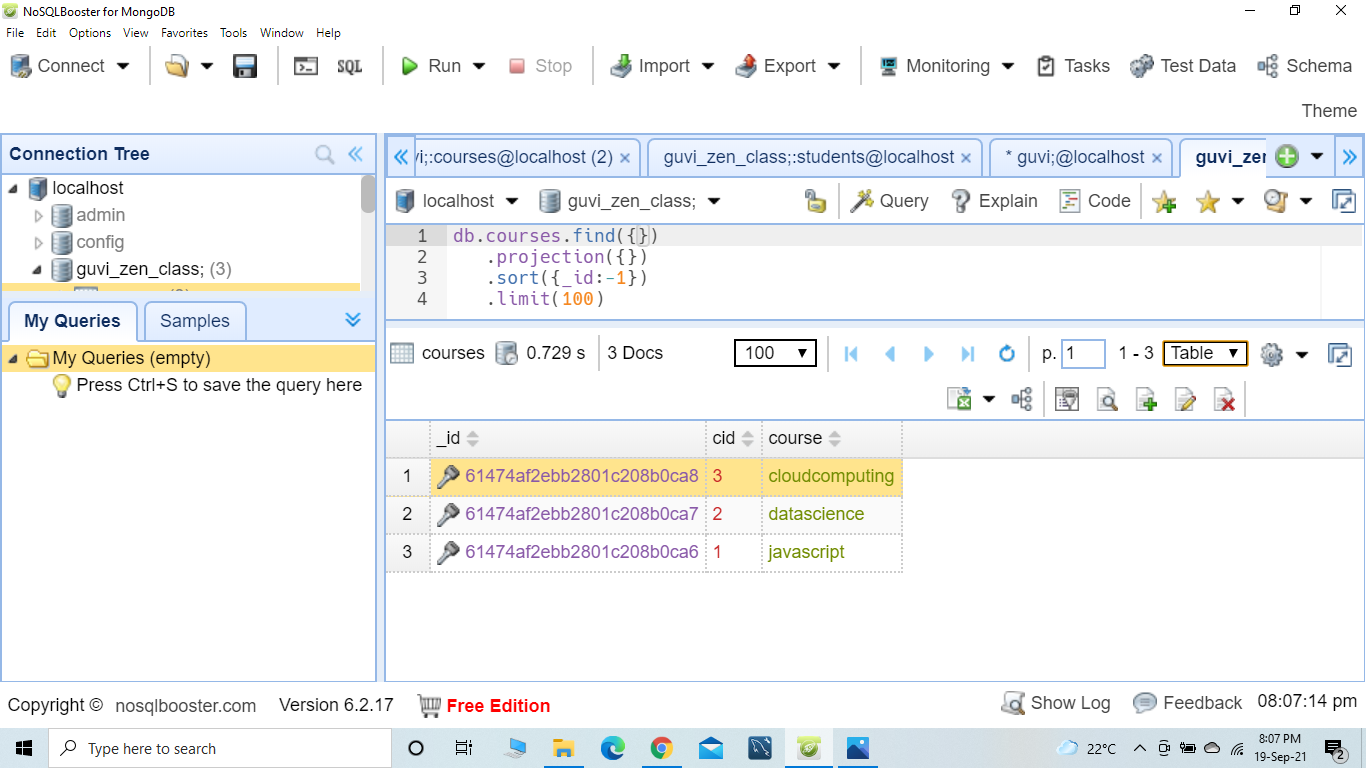 NoSQLBooster for MongoDB
File Edit Options View Favorites Tools Window Help
Connect SQL Run Stop Import Export Monitoring Tasks Test Data Schema
Theme
Connection Tree
localhost
admin
config
guvi_zen_class; (3)
My Queries Samples
My Queries (empty)
Press Ctrl+S to save the query here
vi;:courses@localhost (2) × guvi_zen_class;:students@localhost × * guvi;@localhost × guvi_zer
localhost guvi_zen_class; Query Explain Code
1 db.courses.find({})
2 .projection({})
3 .sort({_id:-1})
4 .limit(100)
courses 0.729 s 3 Docs 100 p. 1 1 - 3 Table
_id cid course
1 61474af2ebb2801c208b0ca8 3 cloudcomputing
2 61474af2ebb2801c208b0ca7 2 datascience
3 61474af2ebb2801c208b0ca6 1 javascript
Copyright © nosqlbooster.com Version 6.2.17 Free Edition Show Log Feedback 08:07:14 pm
Type here to search 22°C 8:07 PM
19-Sep-21 2